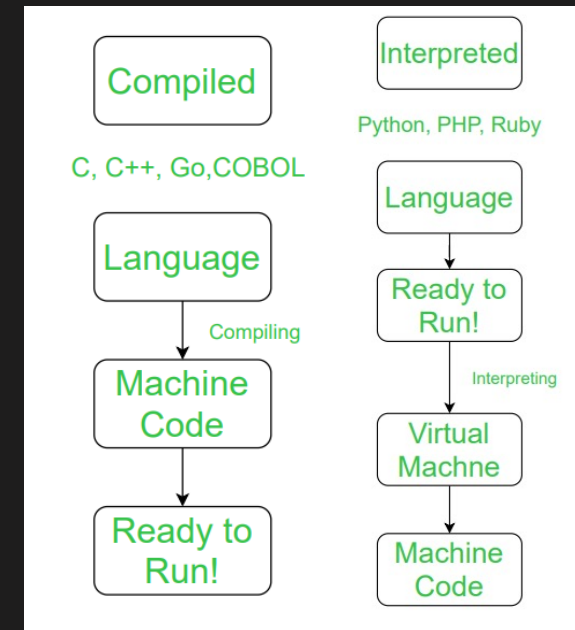 Compiled
C, C++, Go,COBOL
Language
Compiling
Machine
Code
Ready to
Run!
Interpreted
Python, PHP, Ruby
Language
Ready to
Run!
Interpreting
Virtual
Machne
Machine
Code